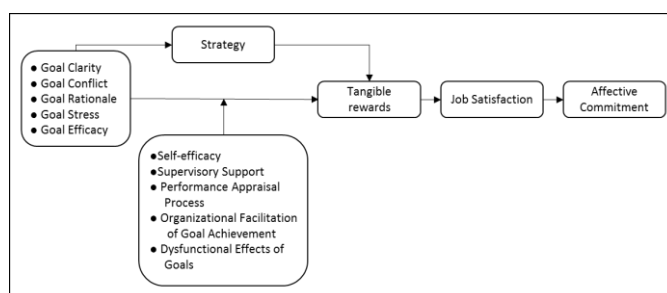 Strategy
● Goal Clarity
● Goal Conflict
● Goal Rationale
● Goal Stress
● Goal Efficacy
Tangible
rewards
Job Satisfaction
Affective
Commitment
●Self-efficacy
●Supervisory Support
● Performance Appraisal
Process
● Organizational Facilitation
of Goal Achievement
● Dysfunctional Effects of
Goals